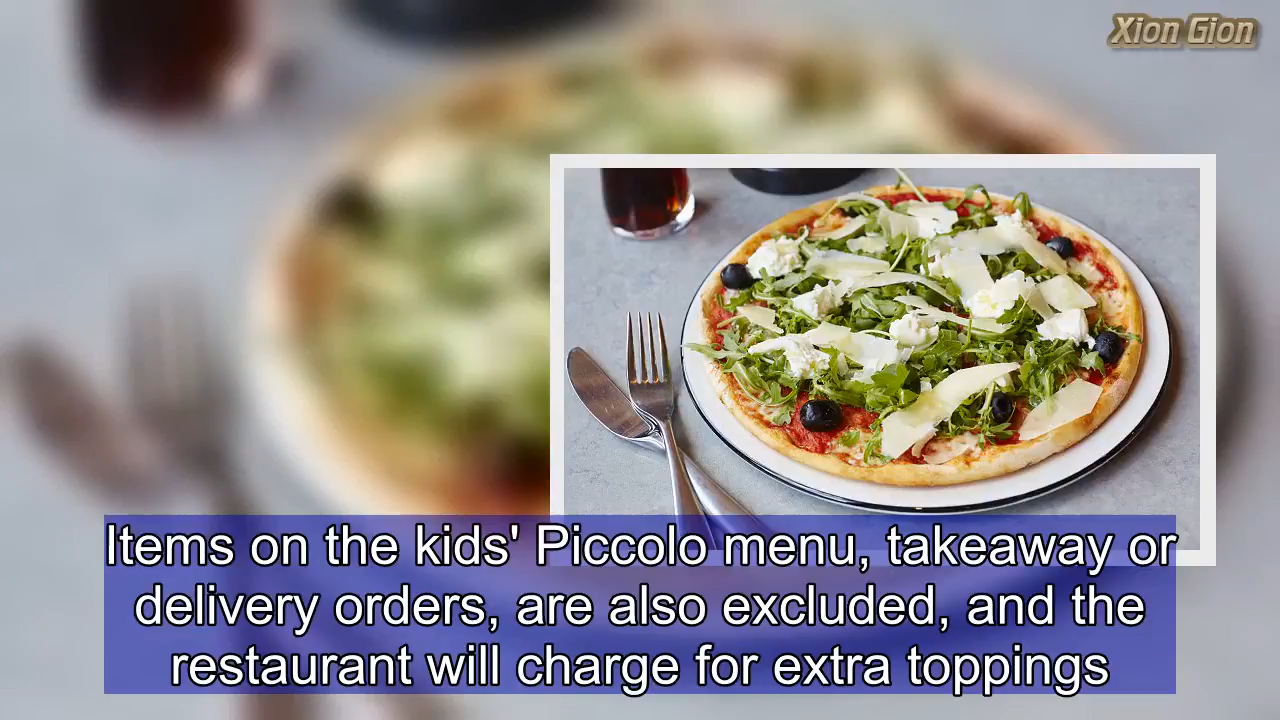 Xion Gion
Items on the kids' Piccolo menu, takeaway or
delivery orders, are also excluded, and the
restaurant will charge for extra toppings